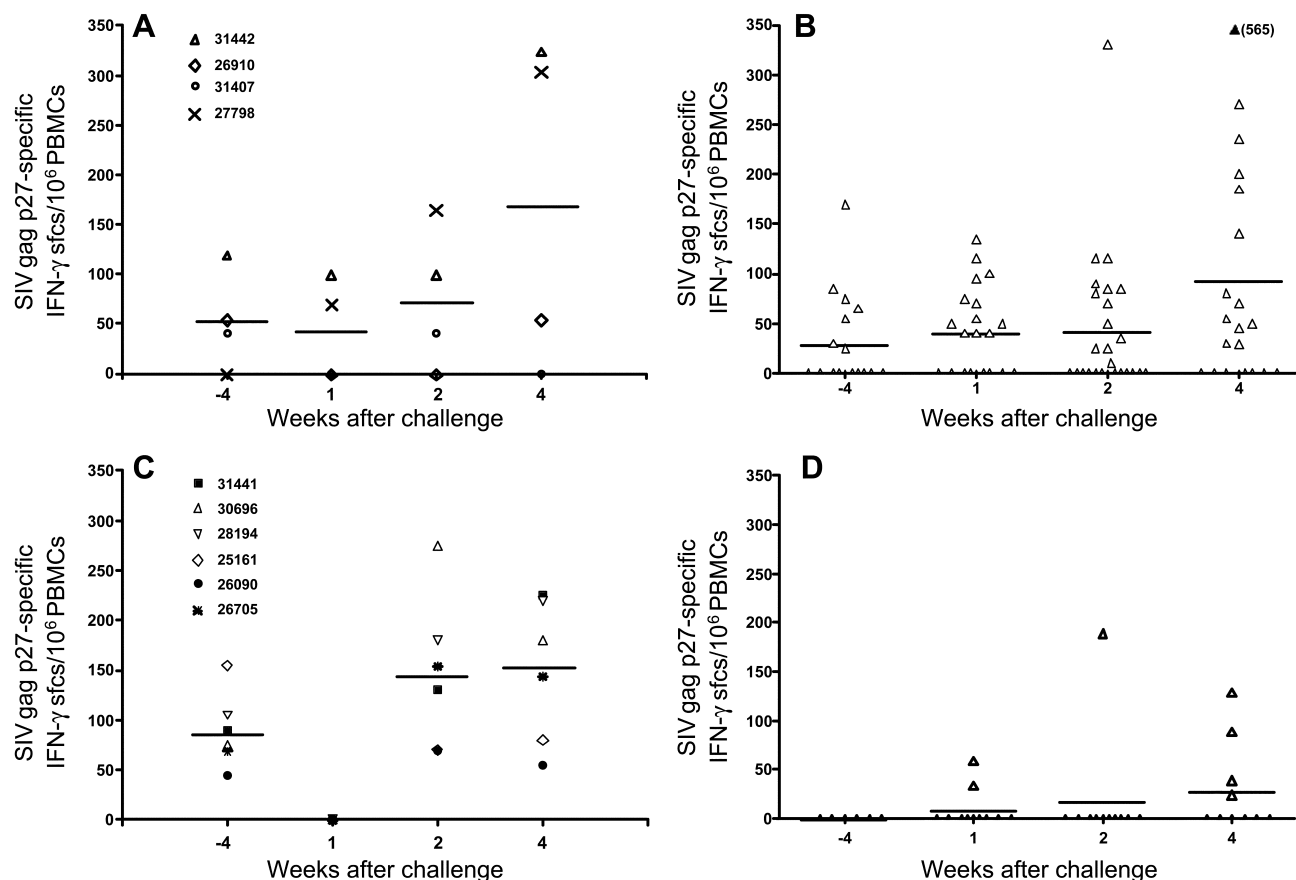 A
31442
26910
31407
27798
SIV gag p27-specific
IFN-γ sfcs/10⁶ PBMCs
350
300
250
200
150
100
50
0
-4 1 2 4
Weeks after challenge
B
(565)
SIV gag p27-specific
IFN-γ sfcs/10⁶ PBMCs
350
300
250
200
150
100
50
0
-4 1 2 4
Weeks after challenge
C
31441
30696
28194
25161
26090
26705
SIV gag p27-specific
IFN-γ sfcs/10⁶ PBMCs
350
300
250
200
150
100
50
0
-4 1 2 4
Weeks after challenge
D
SIV gag p27-specific
IFN-γ sfcs/10⁶ PBMCs
350
300
250
200
150
100
50
0
-4 1 2 4
Weeks after challenge